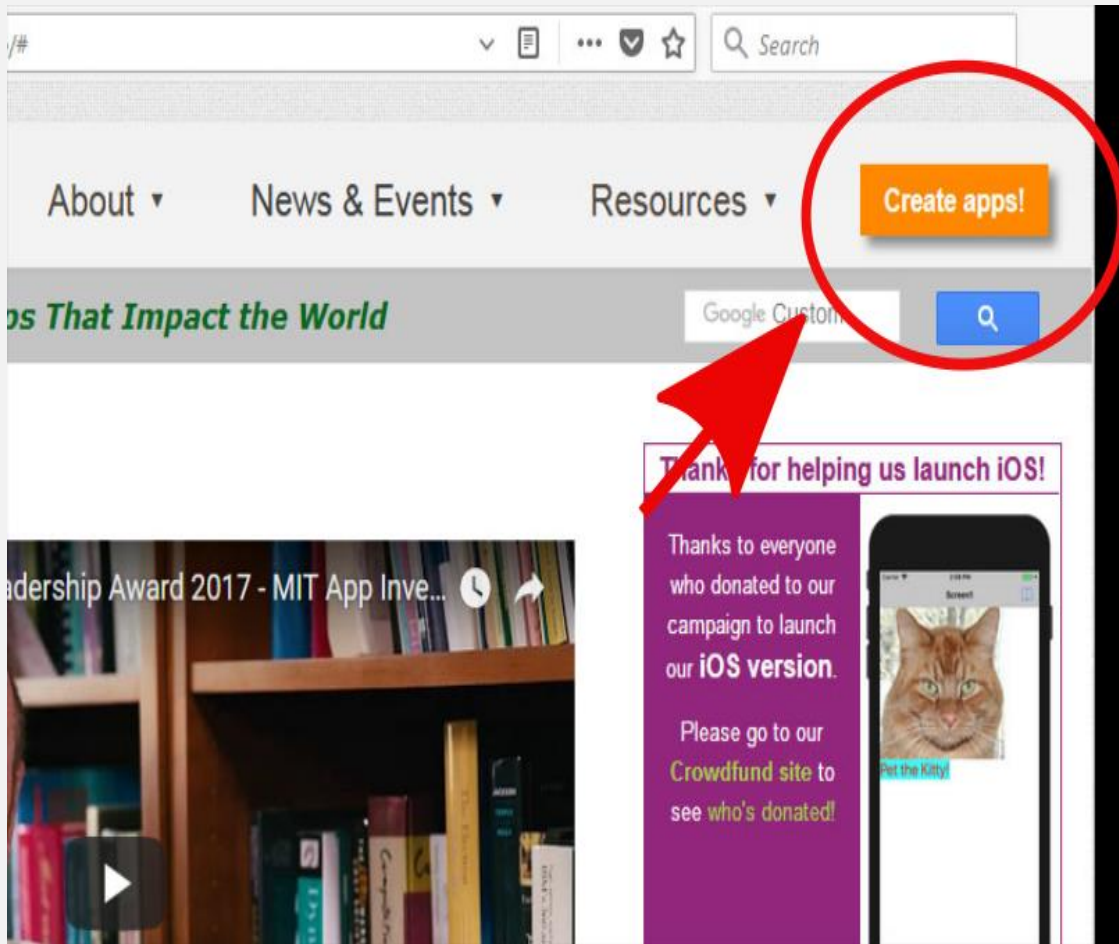 /#
Search
About
News & Events
Resources
Create apps!
ps That Impact the World
Google Custom
Thanks for helping us launch iOS!
adership Award 2017 - MIT App Inve...
Thanks to everyone
who donated to our
campaign to launch
our iOS version.
Please go to our
Crowdfund site to
see who's donated!
Screen1
Pet the Kitty!